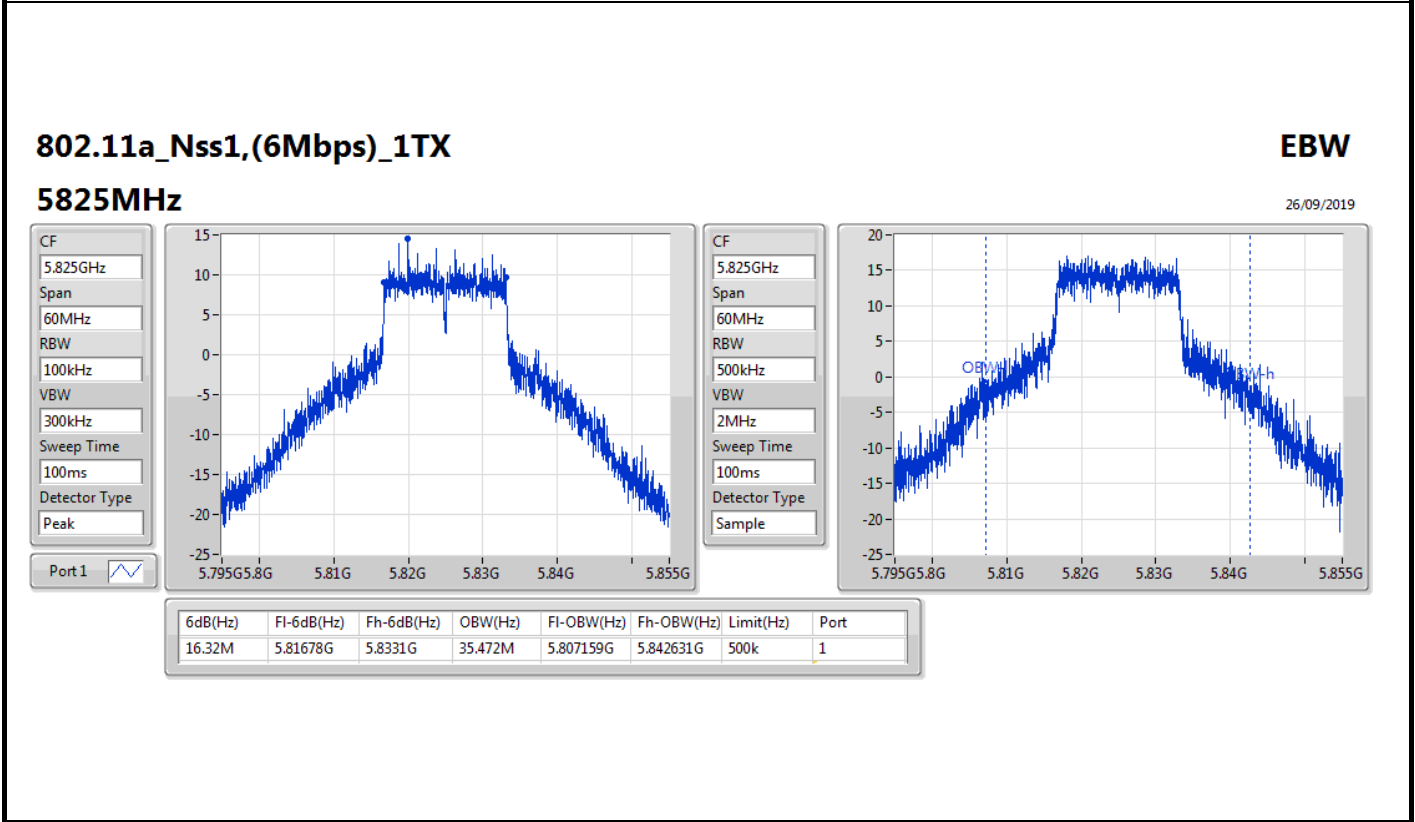 802.11a_Nss1,(6Mbps)_1TX
EBW
5825MHz
26/09/2019
CF
5.825GHz
Span
60MHz
RBW
100kHz
VBW
300kHz
Sweep Time
100ms
Detector Type
Peak
Port 1
15
10
5
0
-5
-10
-15
-20
-25
5.795G 5.8G 5.81G 5.82G 5.83G 5.84G 5.855G
CF
5.825GHz
Span
60MHz
RBW
500kHz
VBW
2MHz
Sweep Time
100ms
Detector Type
Sample
20
15
10
5
0
-5
-10
-15
-20
-25
5.795G 5.8G 5.81G 5.82G 5.83G 5.84G 5.855G
6dB(Hz) Fl-6dB(Hz) Fh-6dB(Hz) OBW(Hz) Fl-OBW(Hz) Fh-OBW(Hz) Limit(Hz) Port
16.32M 5.81678G 5.8331G 35.472M 5.807159G 5.842631G 500k 1